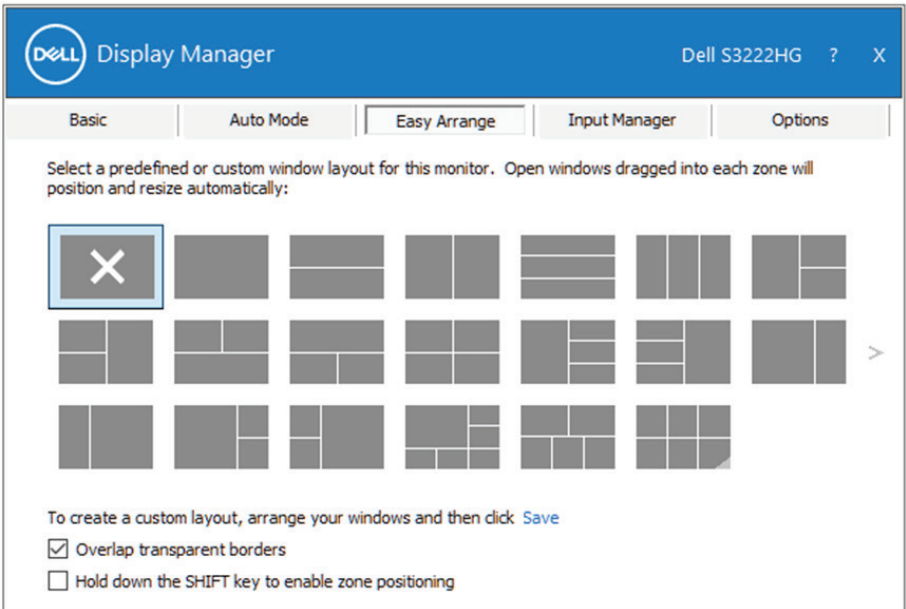 DELL Display Manager Dell S3222HG ? X
Basic Auto Mode Easy Arrange Input Manager Options
Select a predefined or custom window layout for this monitor. Open windows dragged into each zone will
position and resize automatically:
>
To create a custom layout, arrange your windows and then click Save
Overlap transparent borders
Hold down the SHIFT key to enable zone positioning